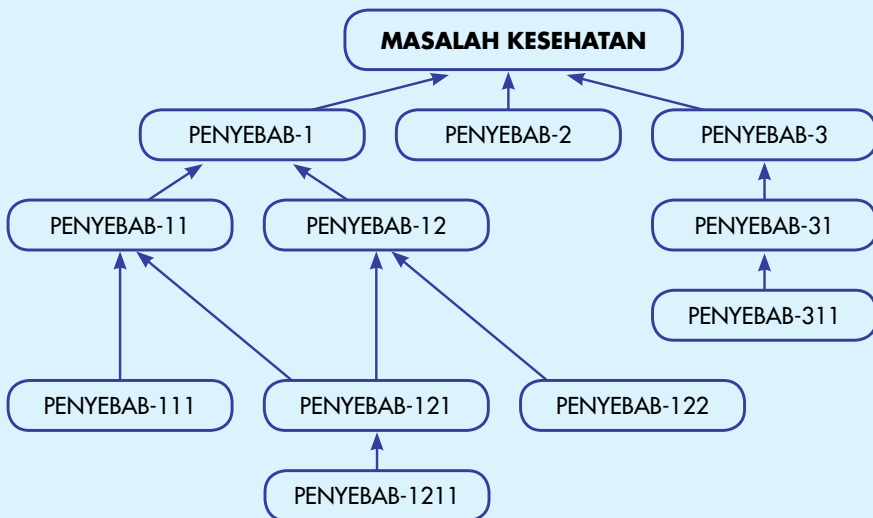 MASALAH KESEHATAN
PENYEBAB-1
PENYEBAB-2
PENYEBAB-3
PENYEBAB-11
PENYEBAB-12
PENYEBAB-31
PENYEBAB-311
PENYEBAB-111
PENYEBAB-121
PENYEBAB-122
PENYEBAB-1211